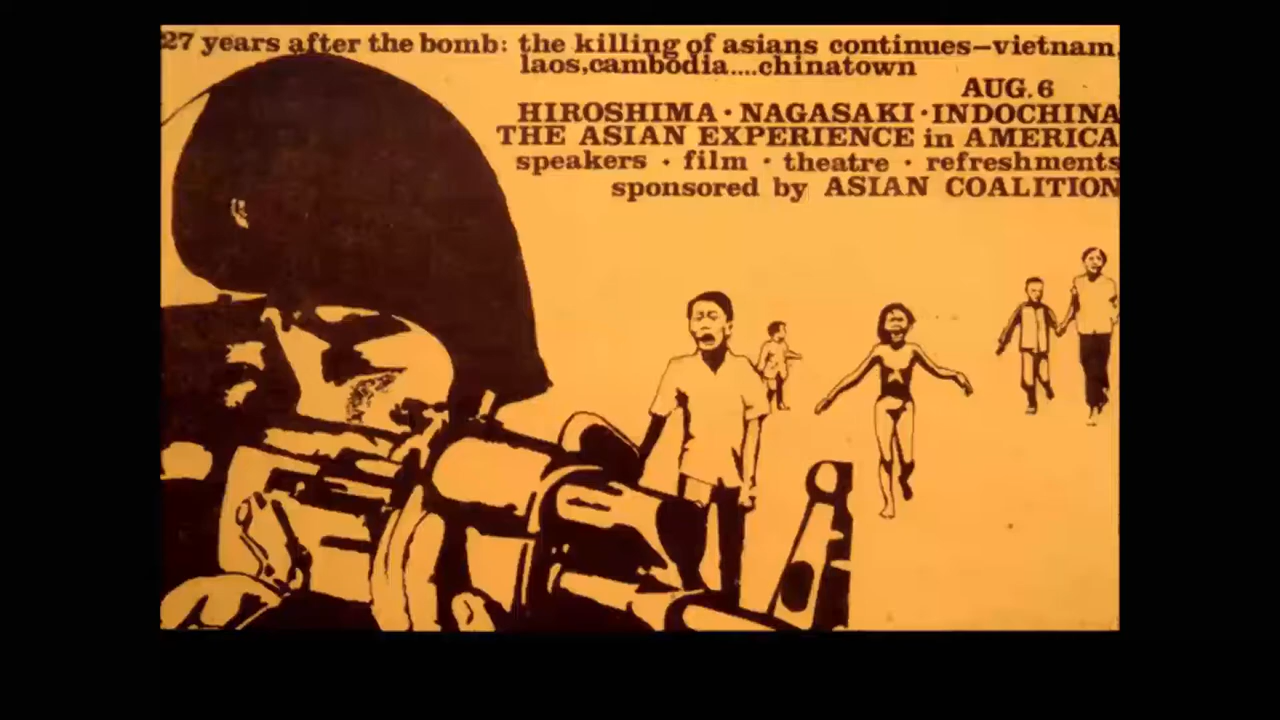 27 years after the bomb: the killing of asians continues—vietnam,
laos,cambodia....chinatown
AUG. 6
HIROSHIMA · NAGASAKI · INDOCHINA
THE ASIAN EXPERIENCE in AMERICA
speakers · film · theatre · refreshments
sponsored by ASIAN COALITION